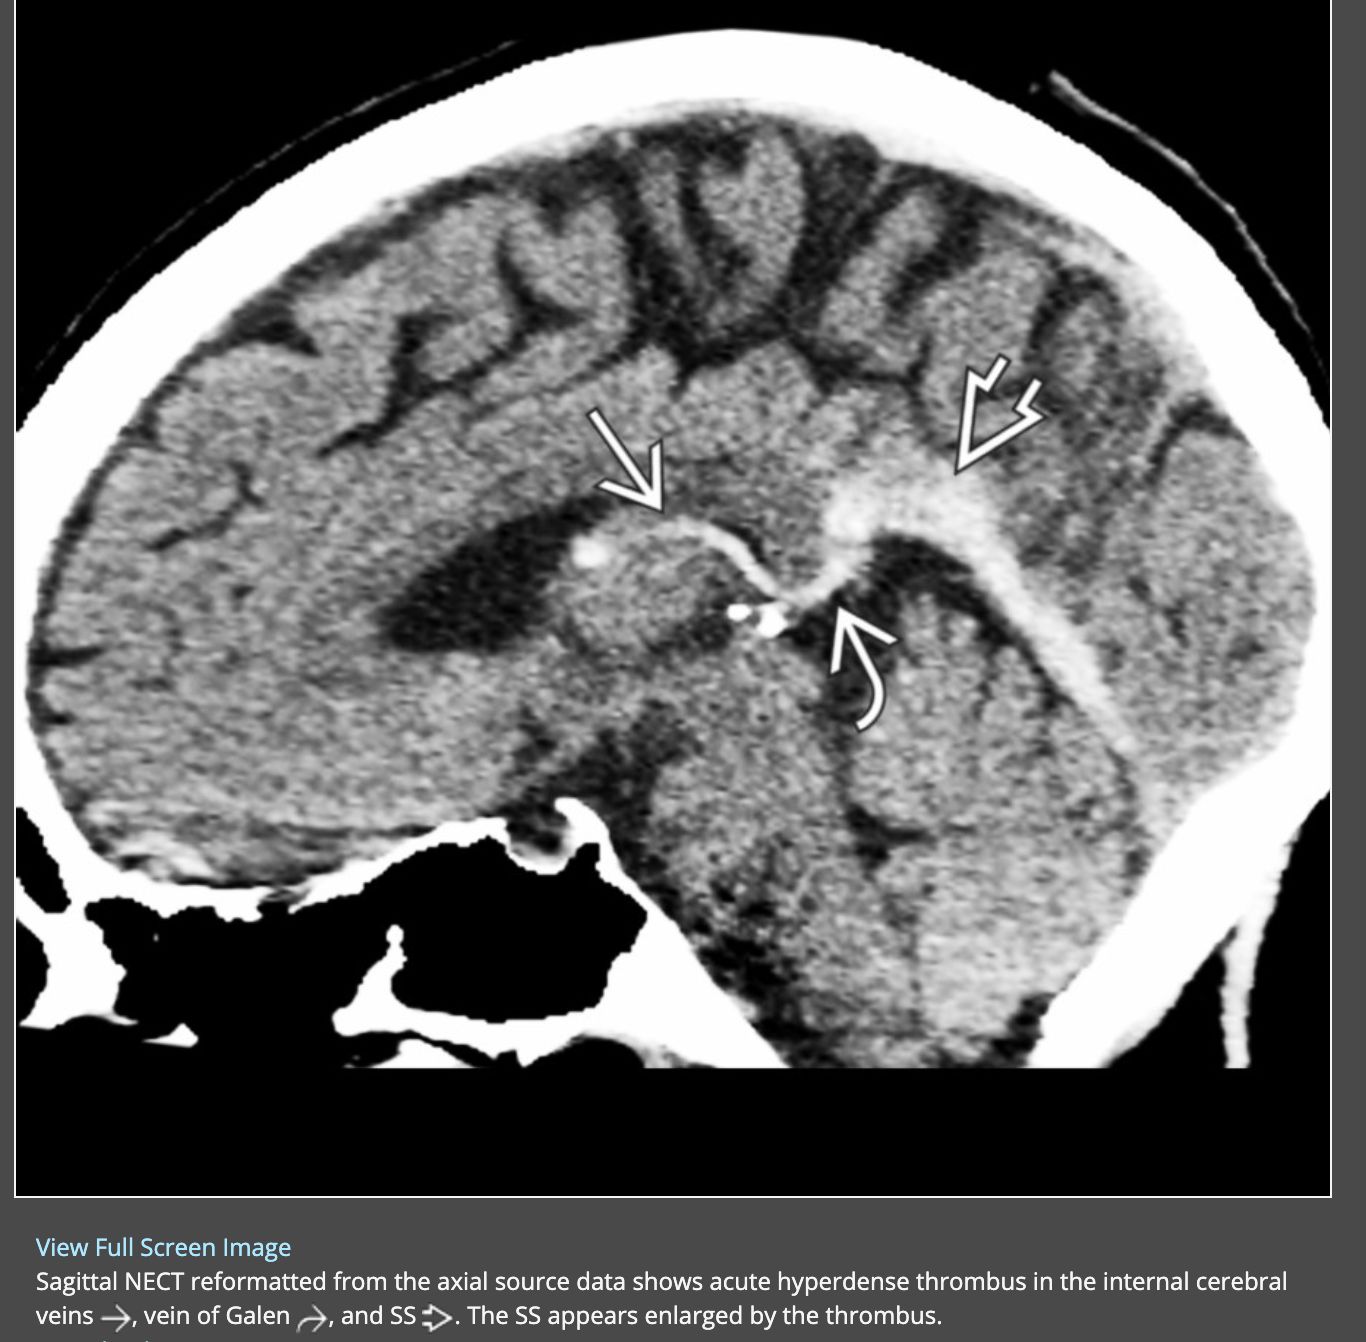 View Full Screen Image
Sagittal NECT reformatted from the axial source data shows acute hyperdense thrombus in the internal cerebral
veins →, vein of Galen ↷, and SS ⇨. The SS appears enlarged by the thrombus.